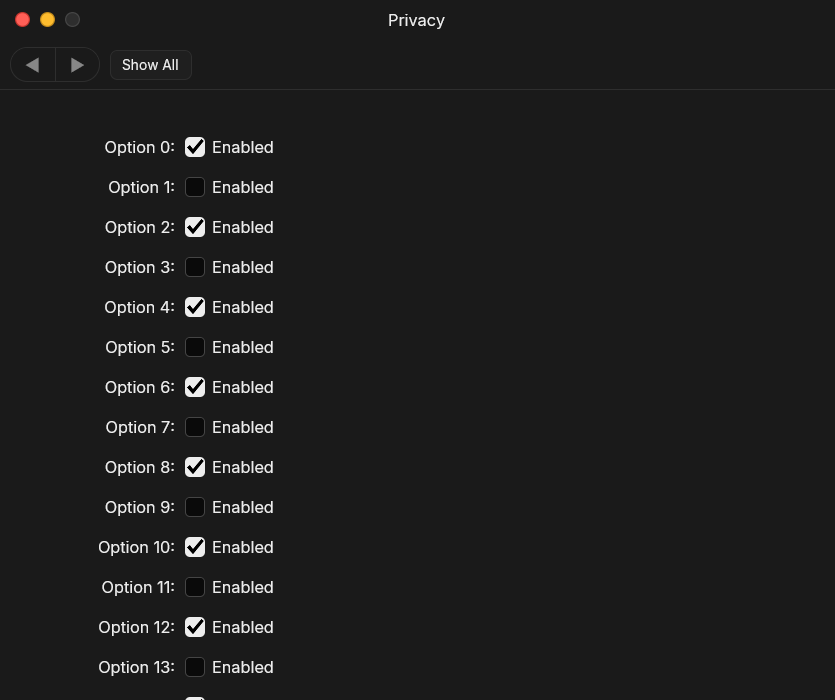 Privacy
Show All
Option 0: Enabled
Option 1: Enabled
Option 2: Enabled
Option 3: Enabled
Option 4: Enabled
Option 5: Enabled
Option 6: Enabled
Option 7: Enabled
Option 8: Enabled
Option 9: Enabled
Option 10: Enabled
Option 11: Enabled
Option 12: Enabled
Option 13: Enabled